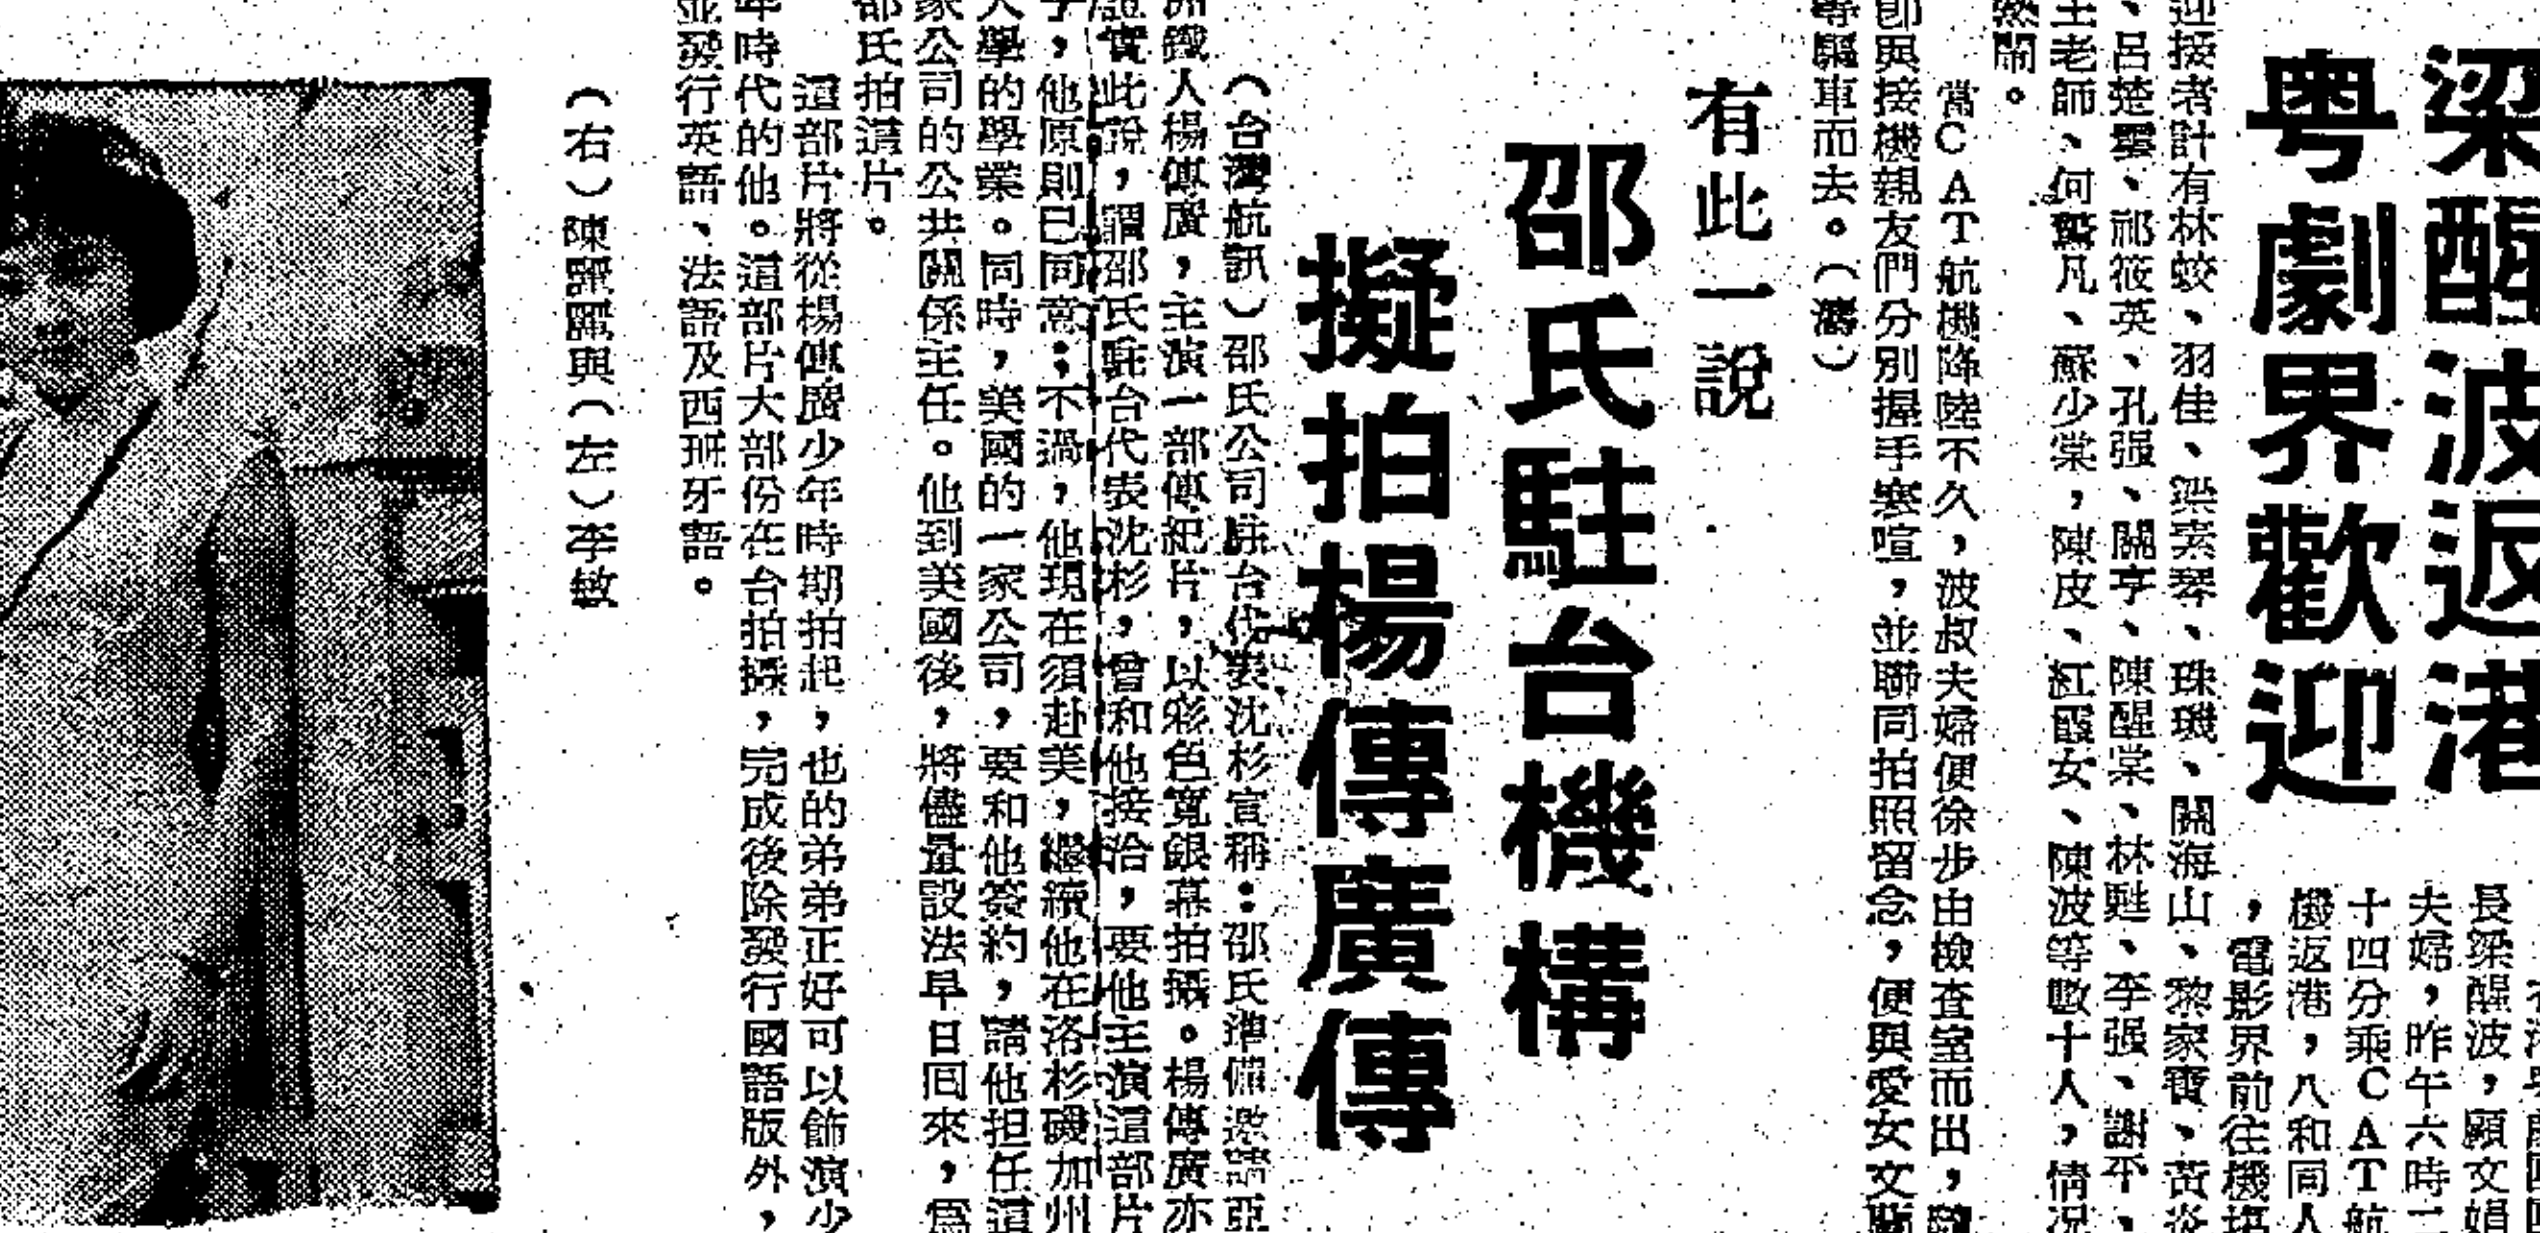 梁醒波返港
粤劇界歡迎
長梁醒波，顧文娟
夫婦，昨午六時二
十四分乘CAT航
機返港，八和同人
，電影界前往機塲
迎接者計有林蛟、羽佳、梁素琴、珠璣、關海山、黎家寶、黃炎
、呂楚雲、祁筱英、孔强、關亨、陳醒棠、林甦、李强、謝平、
王老師、何驚凡、蘇少棠，陳皮、紅霞女、陳波等數十人，情况
熱鬧。
當CAT航機降陸不久，波叔夫婦便徐步由檢查室而出，
卽與接機親友們分別握手寒喧，並聯同拍照留念，便與愛女文蘭
等驅車而去。（濤）
有此一說
邵氏駐台機構
擬拍楊傳廣傳
（台灣航訊）邵氏公司駐台代表沈杉宣稱：邵氏準備邀請亞
洲鐵人楊傳廣，主演一部傳紀片，以彩色寬銀幕拍攝。楊傳廣亦
證實此說，謂邵氏駐台代表沈杉，曾和他接洽，要他主演這部片
子，他原則已同意；不過，他現在須赴美，繼續他在洛杉磯加州
大學的學業。同時，美國的一家公司，要和他簽約，請他担任這
家公司的公共關係主任。他到美國後，將儘量設法早日回來，爲
邵氏拍這片。
這部片將從楊傳廣少年時期拍起，他的弟弟正好可以飾演少
年時代的他。這部片大部份在台拍攝，完成後除發行國語版外，
並發行英語、法語及西班牙語。
（右）陳麗麗與（左）李敏